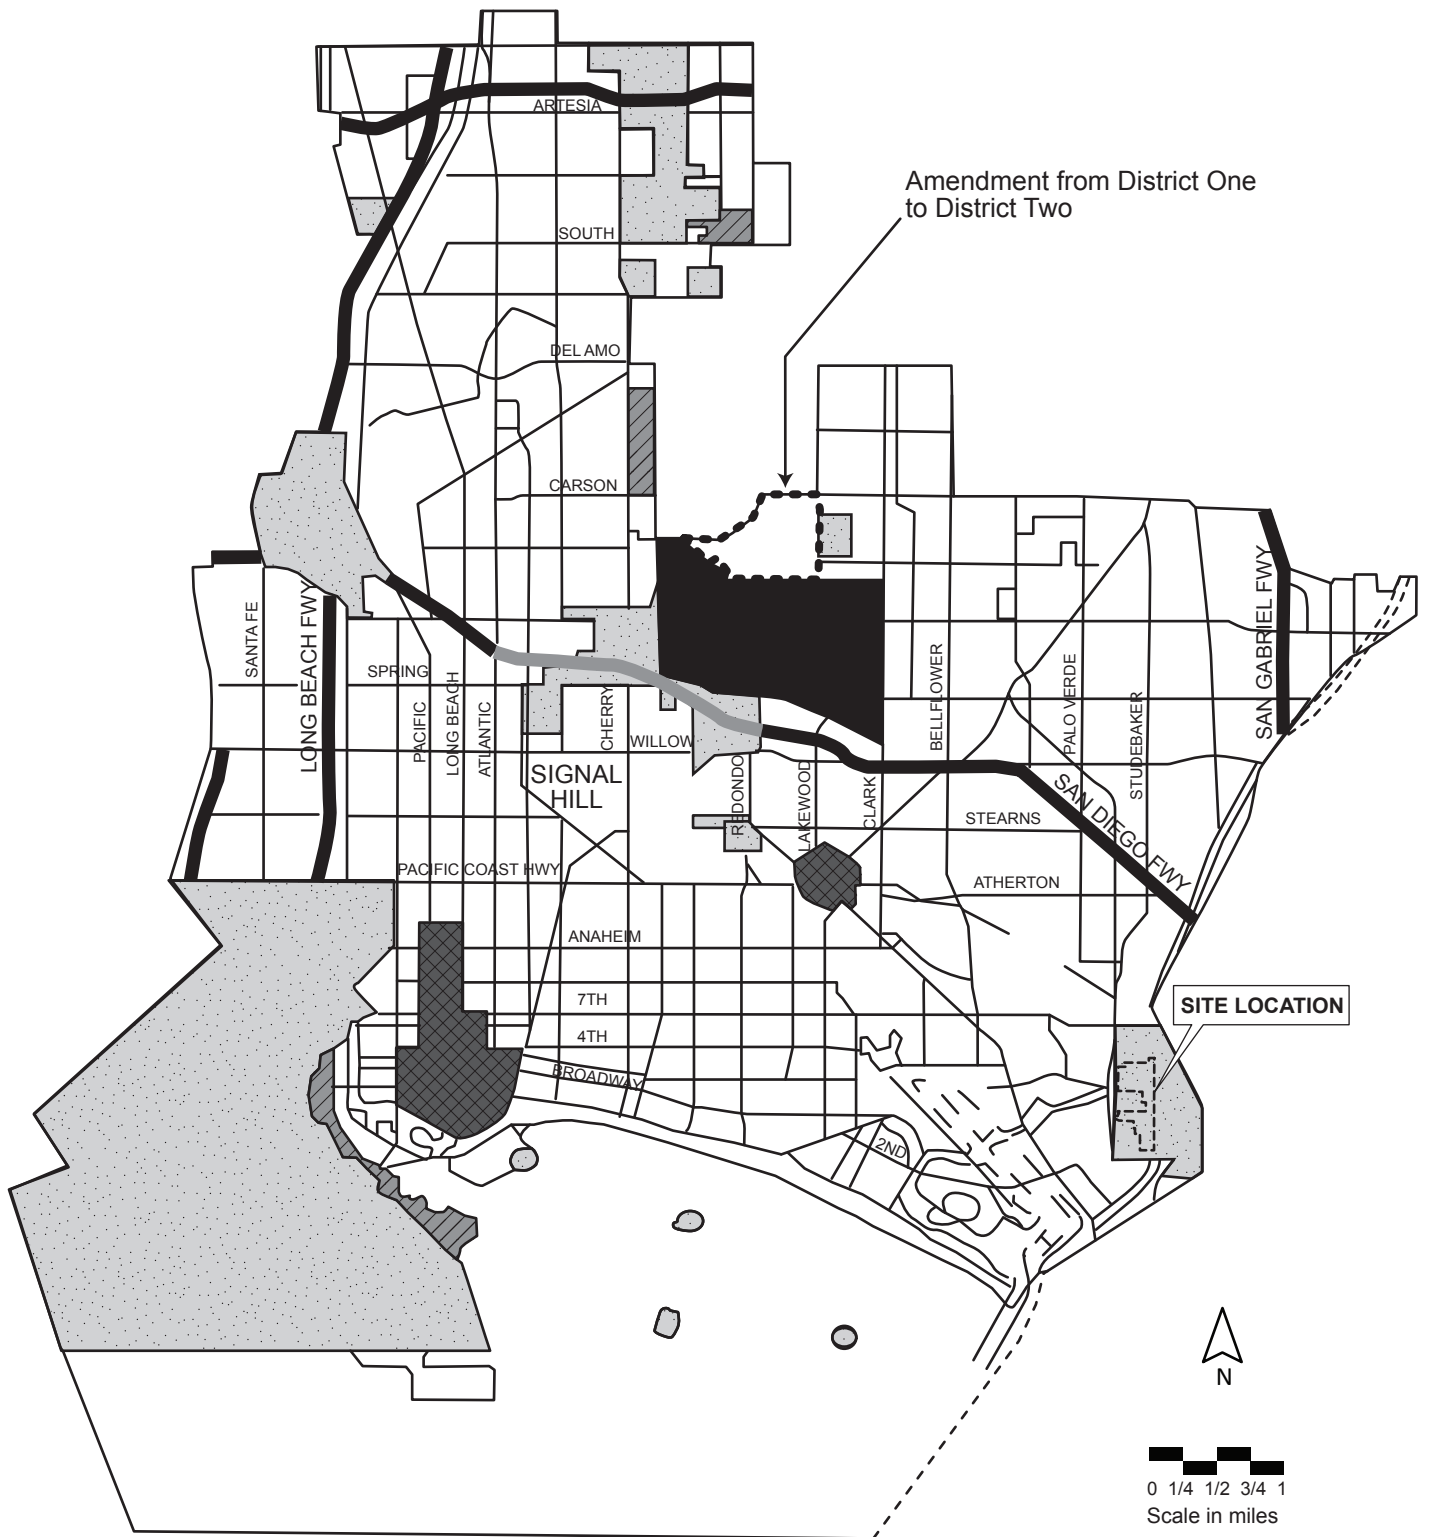 ARTESIA
Amendment from District One
to District Two
SOUTH
DEL AMO
CARSON
SANTA FE
LONG BEACH FWY
SPRING
PACIFIC
LONG BEACH
ATLANTIC
CHERRY
WILLOW
SIGNAL
HILL
REDONDO
LAKEWOOD
CLARK
BELLFLOWER
PALO VERDE
STUDEBAKER
SAN GABRIEL FWY
SAN DIEGO FWY
STEARNS
PACIFIC COAST HWY
ATHERTON
ANAHEIM
7TH
4TH
BROADWAY
2ND
SITE LOCATION
N
0 1/4 1/2 3/4 1
Scale in miles